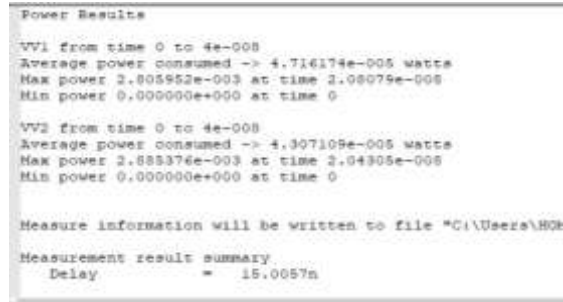 Power Results
VV1 from time 0 to 4e-008
Average power consumed -> 4.716174e-005 watts
Max power 2.805952e-003 at time 2.08079e-008
Min power 0.000000e+000 at time 0
VV2 from time 0 to 4e-008
Average power consumed -> 4.307109e-005 watts
Max power 2.885376e-003 at time 2.04305e-008
Min power 0.000000e+000 at time 0
Measure information will be written to file "C:\Users\HOH
Measurement result summary
Delay = 15.0057n